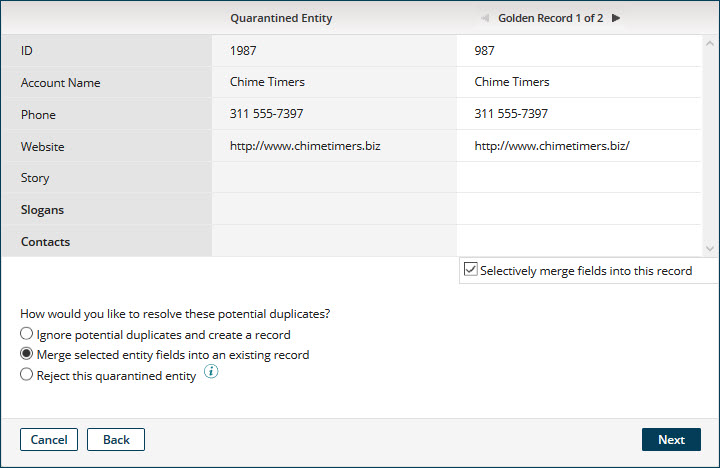 Quarantined Entity Golden Record 1 of 2
ID 1987 987
Account Name Chime Timers Chime Timers
Phone 311 555-7397 311 555-7397
Website http://www.chimetimers.biz http://www.chimetimers.biz/
Story
Slogans
Contacts
Selectively merge fields into this record
How would you like to resolve these potential duplicates?
Ignore potential duplicates and create a record
Merge selected entity fields into an existing record
Reject this quarantined entity i
Cancel Back Next